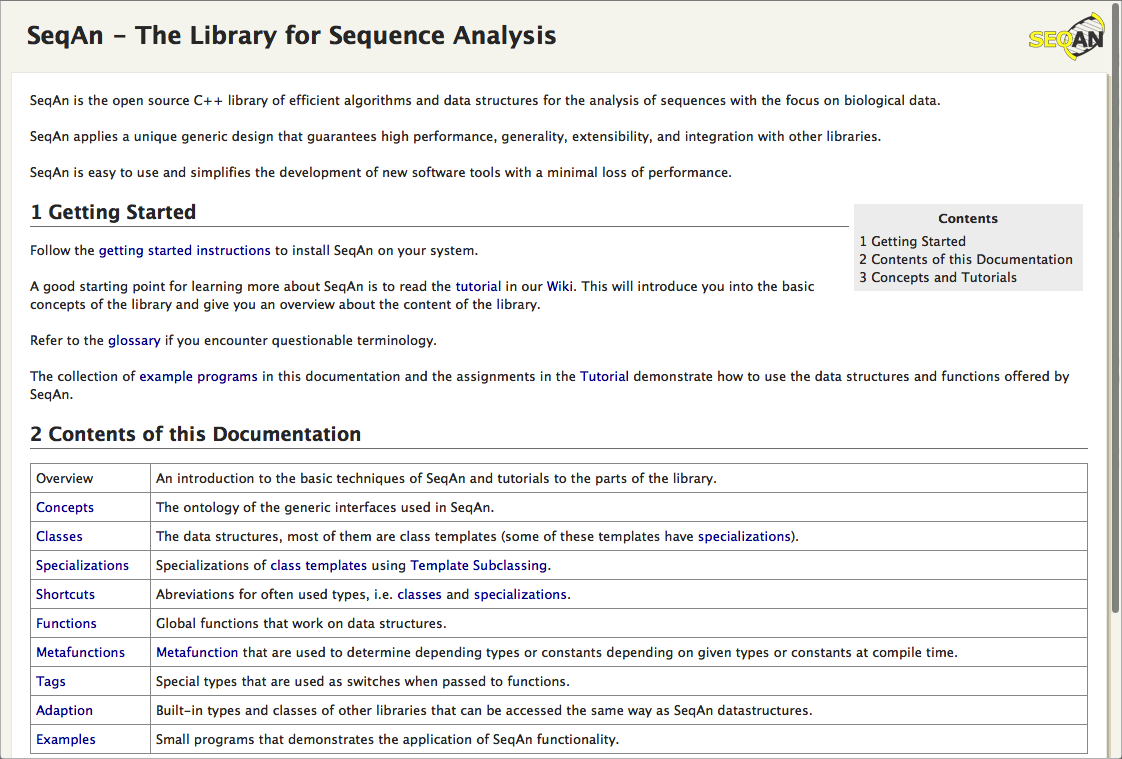 SeqAn – The Library for Sequence Analysis
SEQAN
SeqAn is the open source C++ library of efficient algorithms and data structures for the analysis of sequences with the focus on biological data.
SeqAn applies a unique generic design that guarantees high performance, generality, extensibility, and integration with other libraries.
SeqAn is easy to use and simplifies the development of new software tools with a minimal loss of performance.
1 Getting Started
Contents
1 Getting Started
2 Contents of this Documentation
3 Concepts and Tutorials
Follow the getting started instructions to install SeqAn on your system.
A good starting point for learning more about SeqAn is to read the tutorial in our Wiki. This will introduce you into the basic
concepts of the library and give you an overview about the content of the library.
Refer to the glossary if you encounter questionable terminology.
The collection of example programs in this documentation and the assignments in the Tutorial demonstrate how to use the data structures and functions offered by
SeqAn.
2 Contents of this Documentation
Overview An introduction to the basic techniques of SeqAn and tutorials to the parts of the library.
Concepts The ontology of the generic interfaces used in SeqAn.
Classes The data structures, most of them are class templates (some of these templates have specializations).
Specializations Specializations of class templates using Template Subclassing.
Shortcuts Abreviations for often used types, i.e. classes and specializations.
Functions Global functions that work on data structures.
Metafunctions Metafunction that are used to determine depending types or constants depending on given types or constants at compile time.
Tags Special types that are used as switches when passed to functions.
Adaption Built-in types and classes of other libraries that can be accessed the same way as SeqAn datastructures.
Examples Small programs that demonstrates the application of SeqAn functionality.